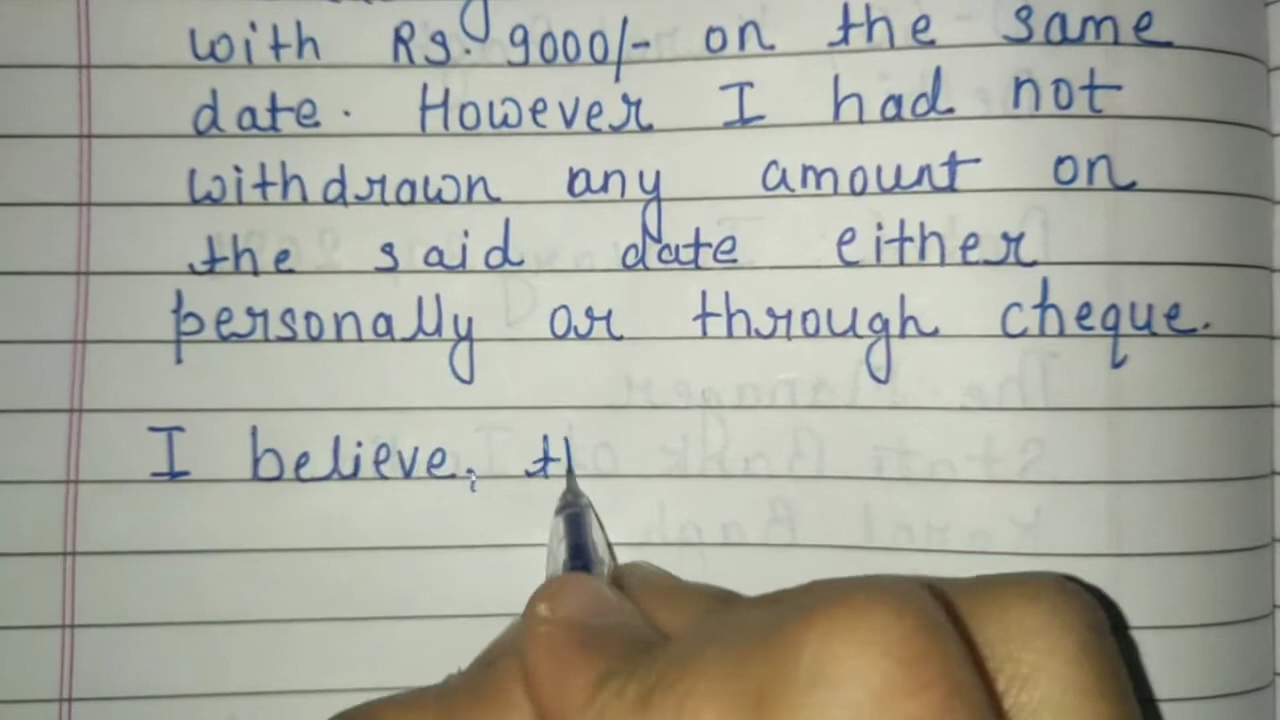 with Rs. 9000/- on the same
date. However I had not
withdrawn any amount on
the said date either
personally or through cheque.
I believe, th